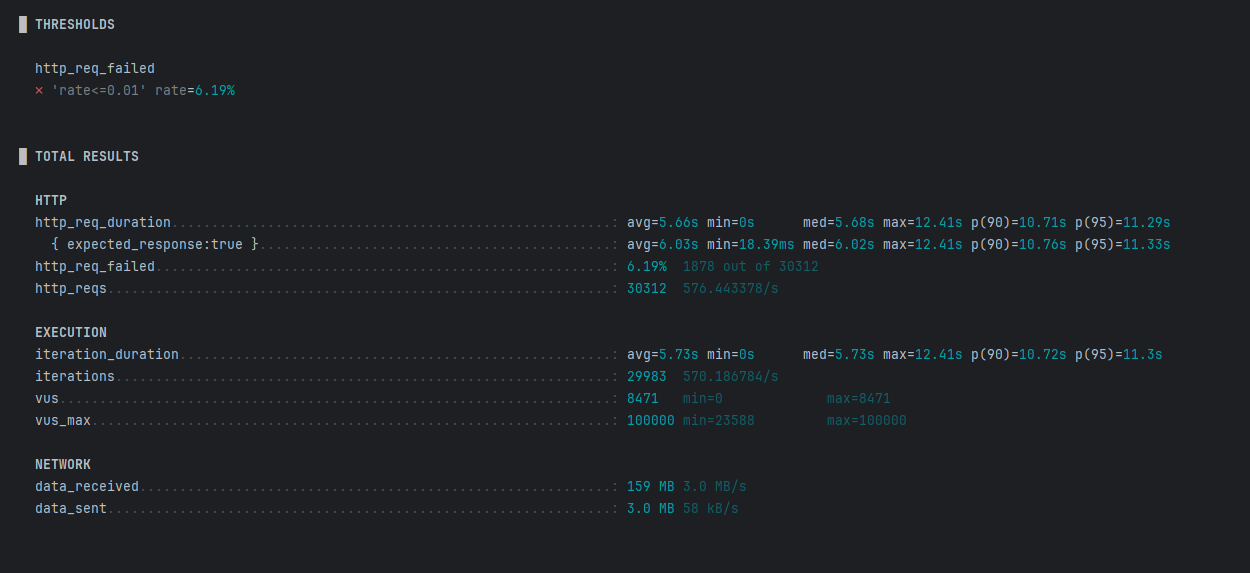 █ THRESHOLDS
http_req_failed
✗ 'rate<=0.01' rate=6.19%
█ TOTAL RESULTS
HTTP
http_req_duration.......................................................: avg=5.66s min=0s      med=5.68s max=12.41s p(90)=10.71s p(95)=11.29s
  { expected_response:true }............................................: avg=6.03s min=18.39ms med=6.02s max=12.41s p(90)=10.76s p(95)=11.33s
http_req_failed.........................................................: 6.19%  1878 out of 30312
http_reqs...............................................................: 30312  576.443378/s
EXECUTION
iteration_duration......................................................: avg=5.73s min=0s      med=5.73s max=12.41s p(90)=10.72s p(95)=11.3s
iterations..............................................................: 29983  570.186784/s
vus.....................................................................: 8471   min=0             max=8471
vus_max.................................................................: 100000 min=23588         max=100000
NETWORK
data_received...........................................................: 159 MB 3.0 MB/s
data_sent...............................................................: 3.0 MB 58 kB/s